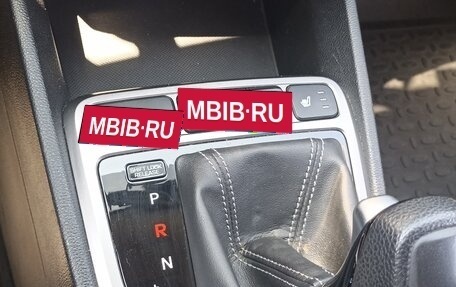 MBIB·RU
MBIB·RU
SHIFT LOCK
RELEASE
P
R
N